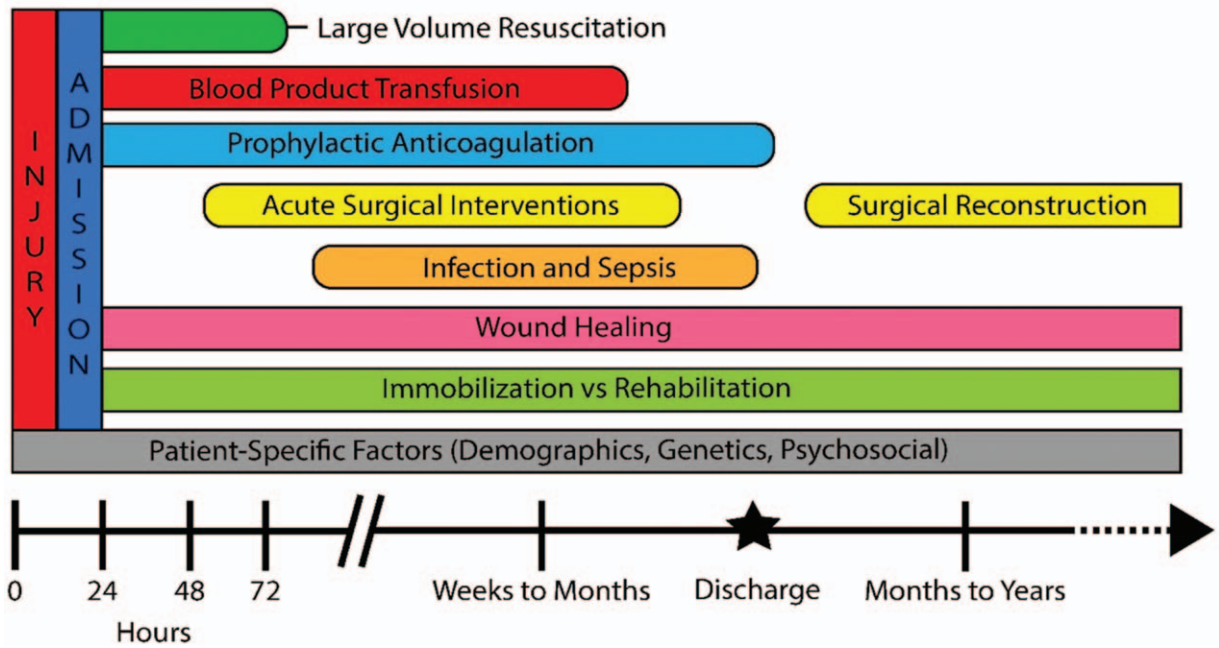 INJURY
ADMISSION
Large Volume Resuscitation
Blood Product Transfusion
Prophylactic Anticoagulation
Acute Surgical Interventions
Surgical Reconstruction
Infection and Sepsis
Wound Healing
Immobilization vs Rehabilitation
Patient-Specific Factors (Demographics, Genetics, Psychosocial)
0 24 48 72 Weeks to Months Discharge Months to Years
Hours